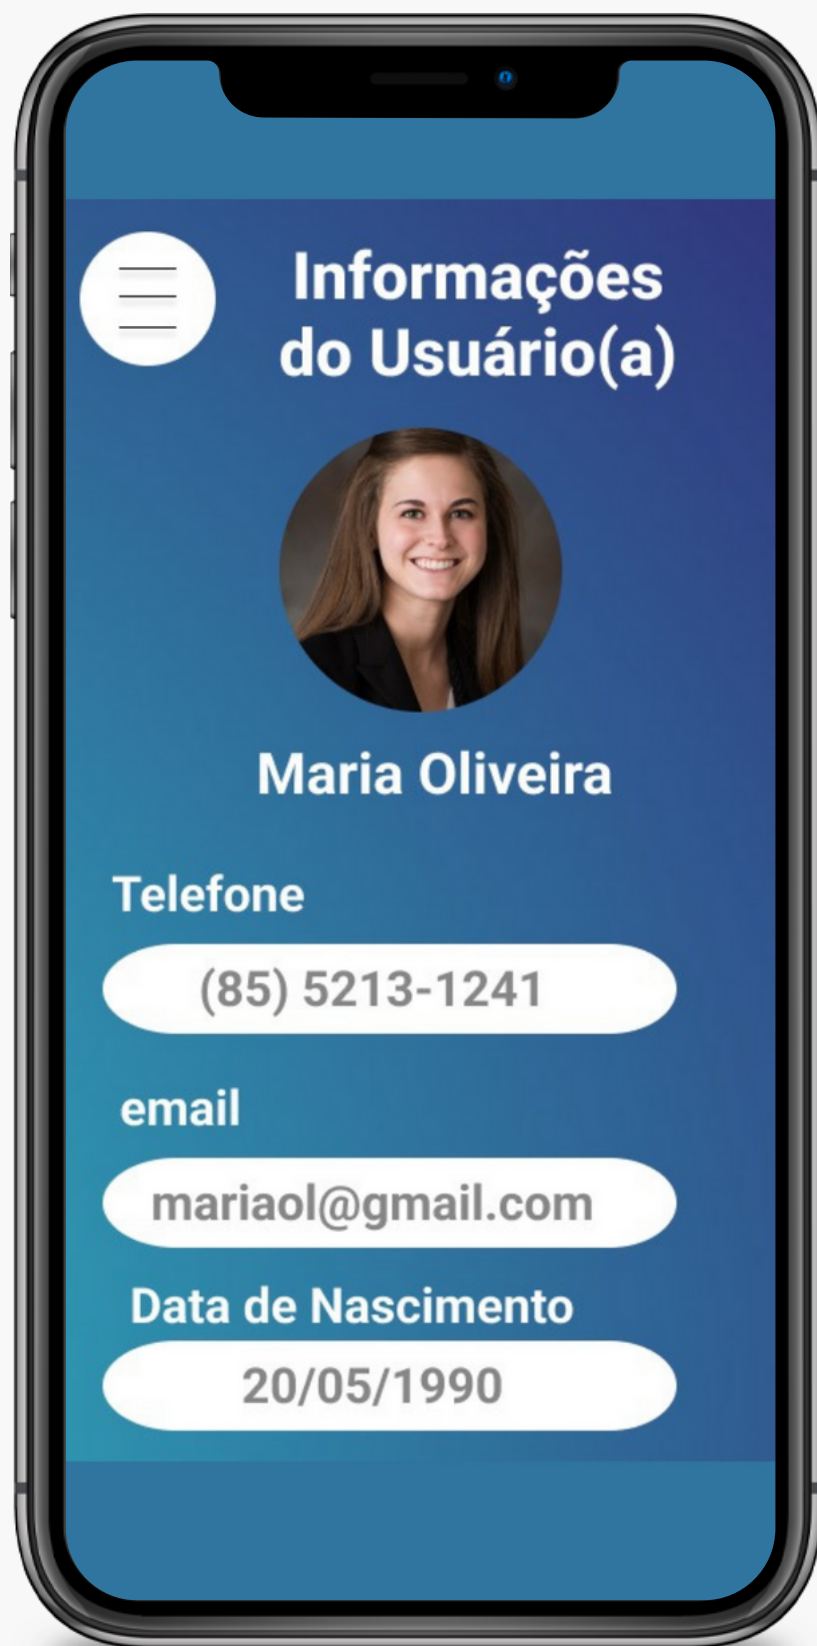 Informações
do Usuário(a)
Maria Oliveira
Telefone
(85) 5213-1241
email
mariaol@gmail.com
Data de Nascimento
20/05/1990